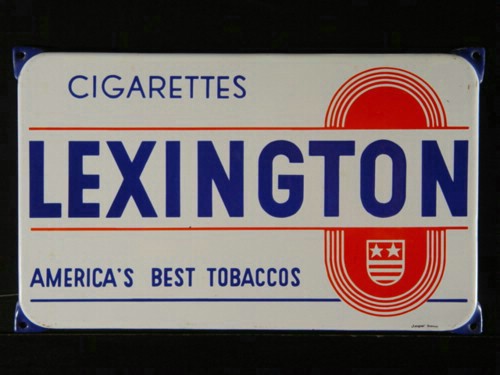 CIGARETTES
LEXINGTON
AMERICA'S BEST TOBACCOS